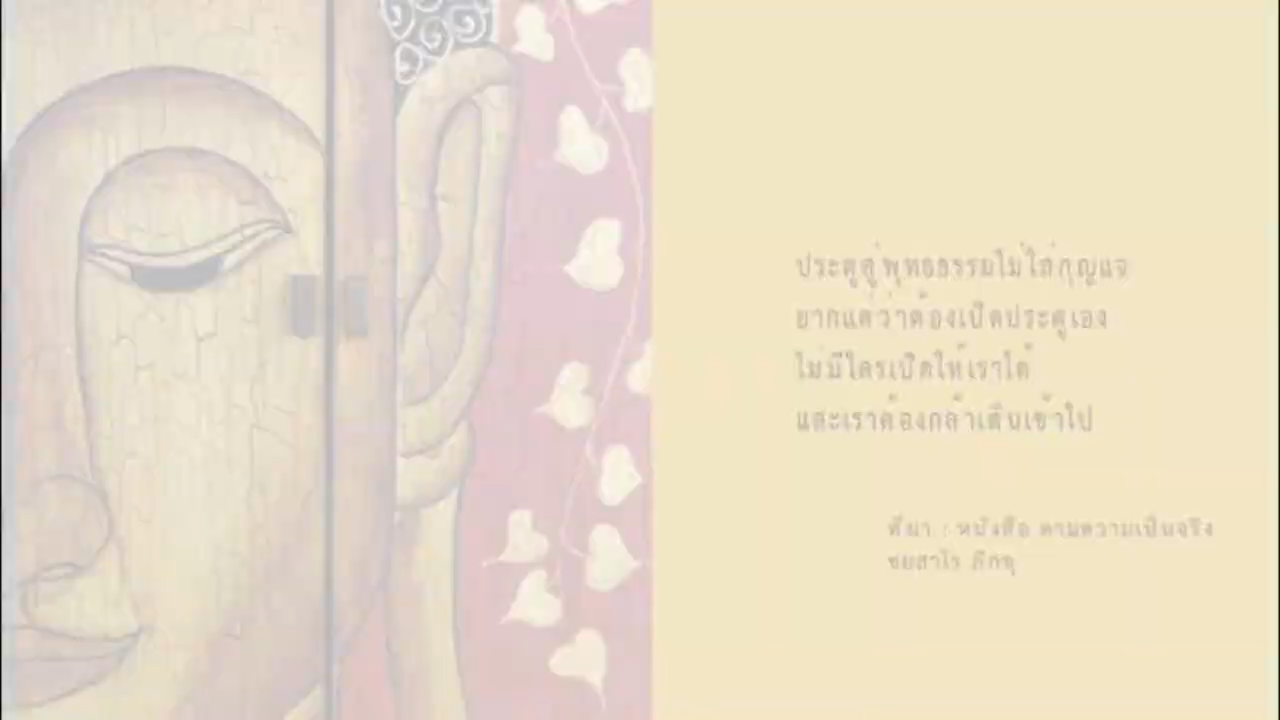 ประตูสู่พุทธธรรมไม่ใส่กุญแจ
ยากแต่ว่าต้องเปิดประตูเอง
ไม่มีใครเปิดให้เราได้
และเราต้องกล้าเดินเข้าไป
ที่มา : หนังสือ ตามความเป็นจริง
ชยสาโร ภิกขุ